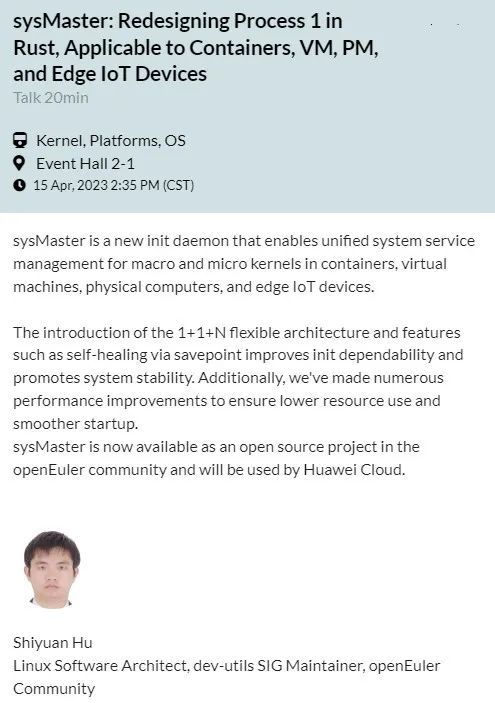 sysMaster: Redesigning Process 1 in
Rust, Applicable to Containers, VM, PM,
and Edge IoT Devices
Talk 20min
Kernel, Platforms, OS
Event Hall 2-1
15 Apr, 2023 2:35 PM (CST)
sysMaster is a new init daemon that enables unified system service
management for macro and micro kernels in containers, virtual
machines, physical computers, and edge IoT devices.
The introduction of the 1+1+N flexible architecture and features
such as self-healing via savepoint improves init dependability and
promotes system stability. Additionally, we've made numerous
performance improvements to ensure lower resource use and
smoother startup.
sysMaster is now available as an open source project in the
openEuler community and will be used by Huawei Cloud.
Shiyuan Hu
Linux Software Architect, dev-utils SIG Maintainer, openEuler
Community